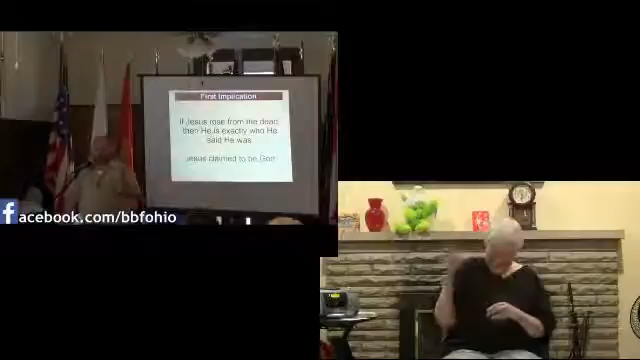 First Implication
If Jesus rose from the dead
then He is exactly who He
said He was
Jesus claimed to be God
facebook.com/bbfohio